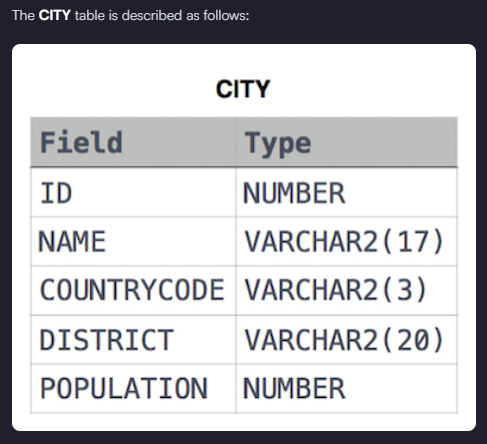 The CITY table is described as follows:
CITY
Field Type
ID NUMBER
NAME VARCHAR2(17)
COUNTRYCODE VARCHAR2(3)
DISTRICT VARCHAR2(20)
POPULATION NUMBER